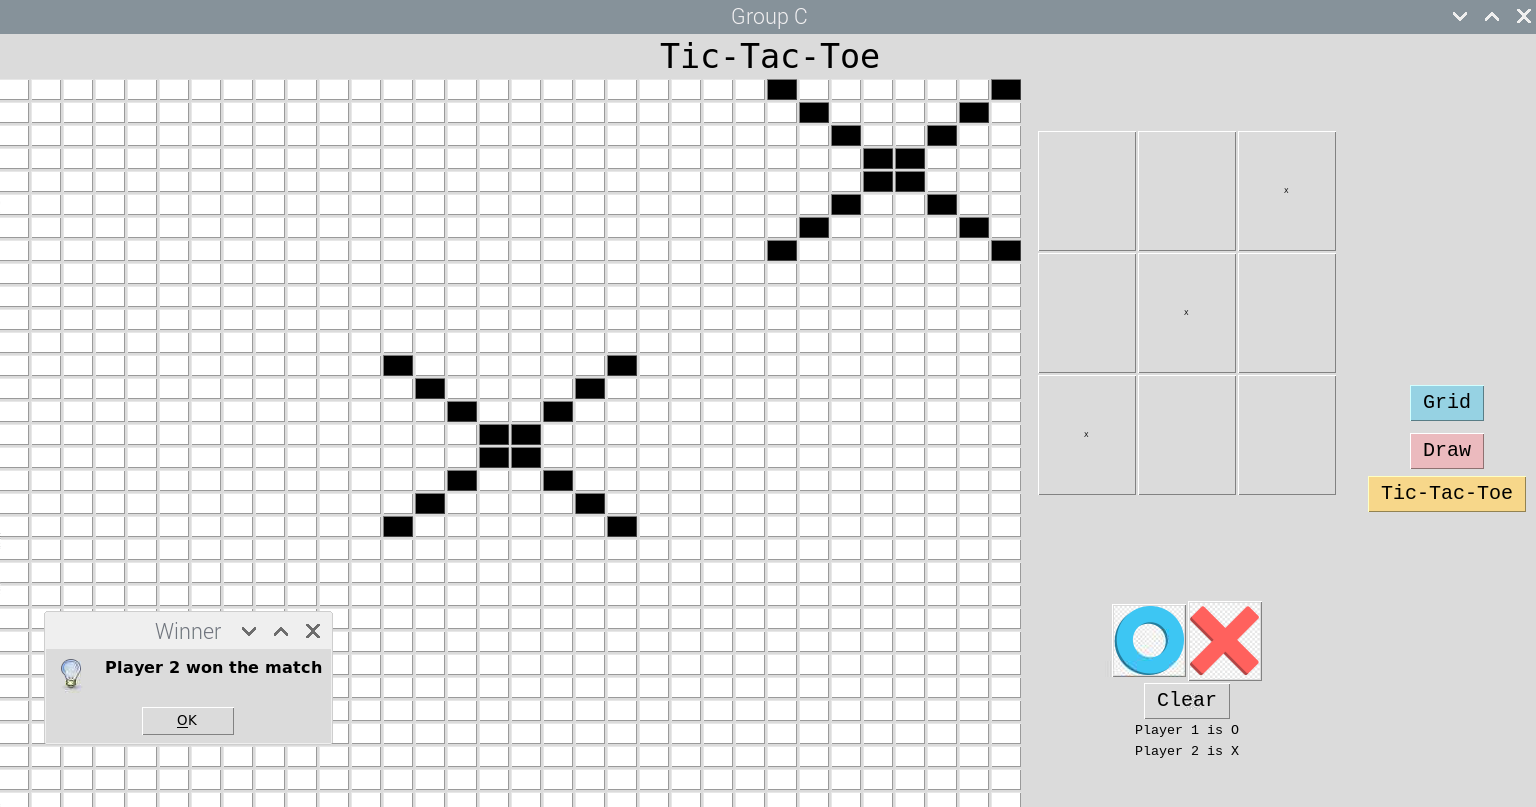 Group C
Tic-Tac-Toe
x
x
x
Grid
Draw
Tic-Tac-Toe
Winner
Player 2 won the match
OK
Clear
Player 1 is O
Player 2 is X